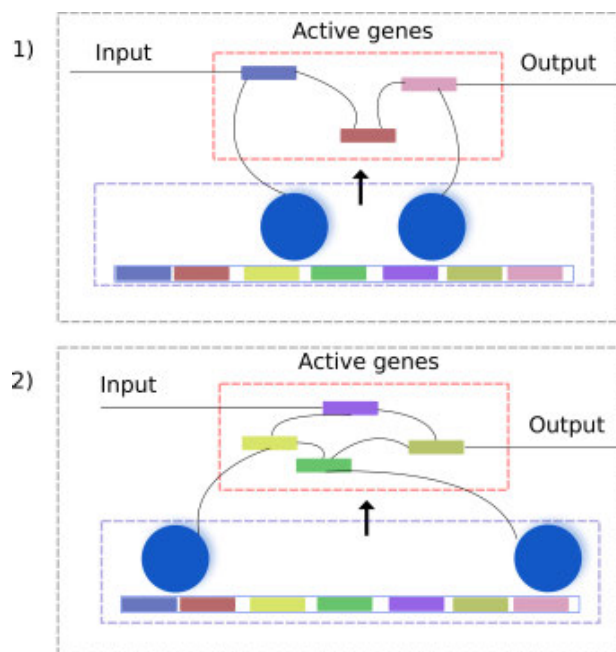 Active genes
1)
Input
Output
Active genes
2)
Input
Output